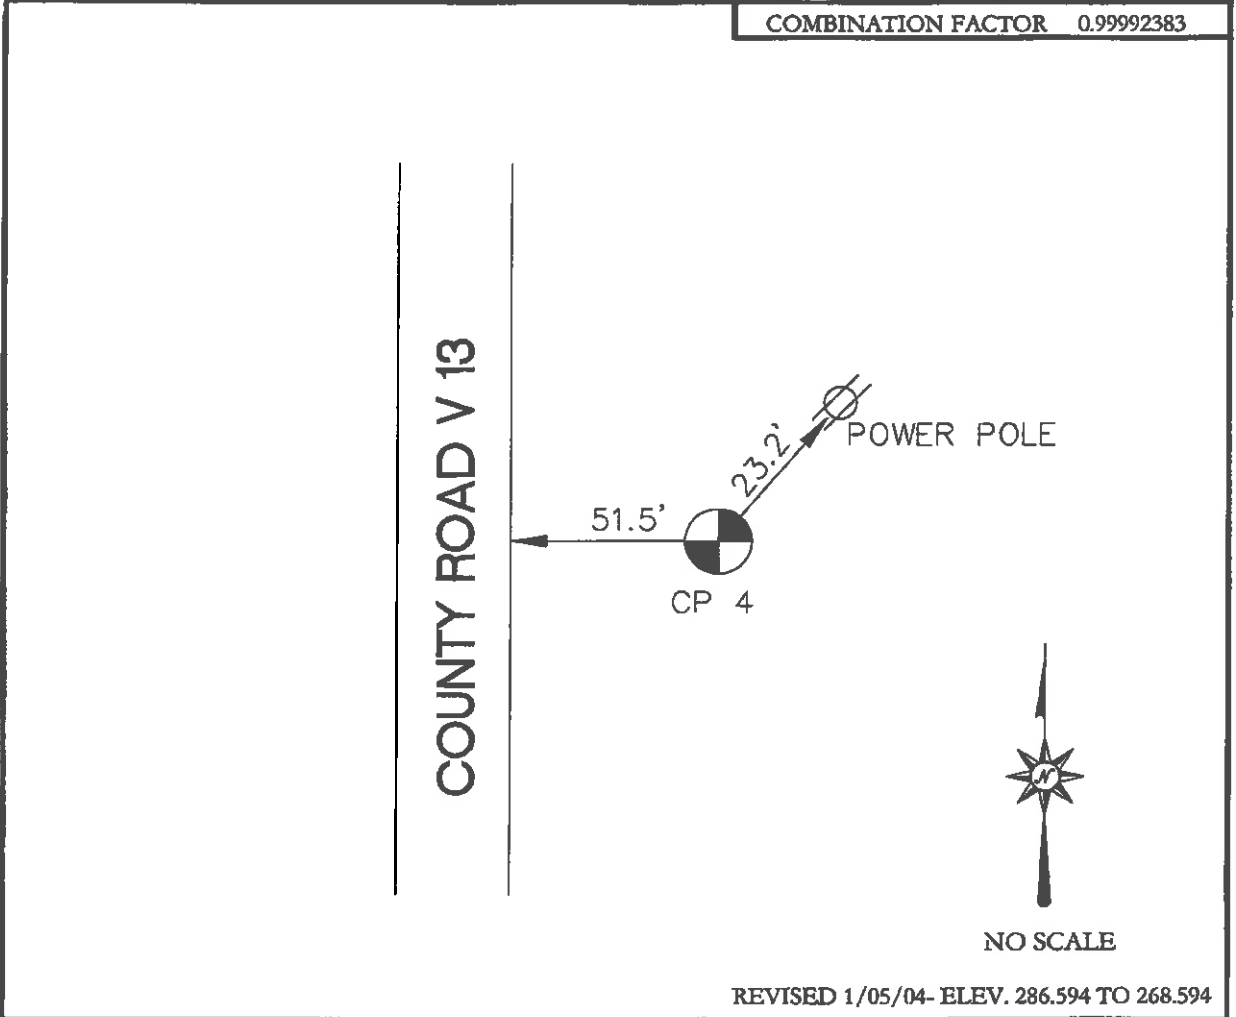 COMBINATION FACTOR 0.99992383
COUNTY ROAD V 13
23.2'
POWER POLE
51.5'
CP 4
N
NO SCALE
REVISED 1/05/04- ELEV. 286.594 TO 268.594